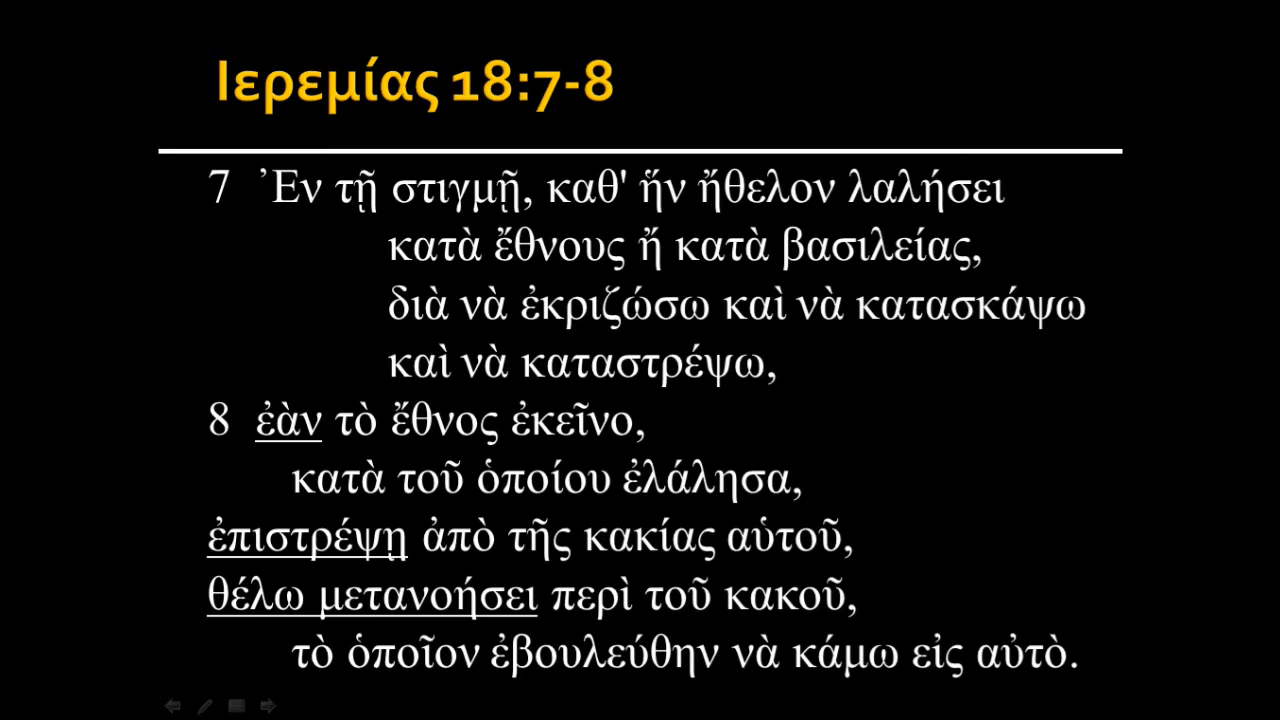 Ιερεμίας 18:7-8
7 Ἐν τῇ στιγμῇ, καθ' ἥν ἤθελον λαλήσει
κατὰ ἔθνους ἤ κατὰ βασιλείας,
διὰ νὰ ἐκριζώσω καὶ νὰ κατασκάψω
καὶ νὰ καταστρέψω,
8 ἐὰν τὸ ἔθνος ἐκεῖνο,
κατὰ τοῦ ὁποίου ἐλάλησα,
ἐπιστρέψῃ ἀπὸ τῆς κακίας αὑτοῦ,
θέλω μετανοήσει περὶ τοῦ κακοῦ,
τὸ ὁποῖον ἐβουλεύθην νὰ κάμω εἰς αὐτὸ.